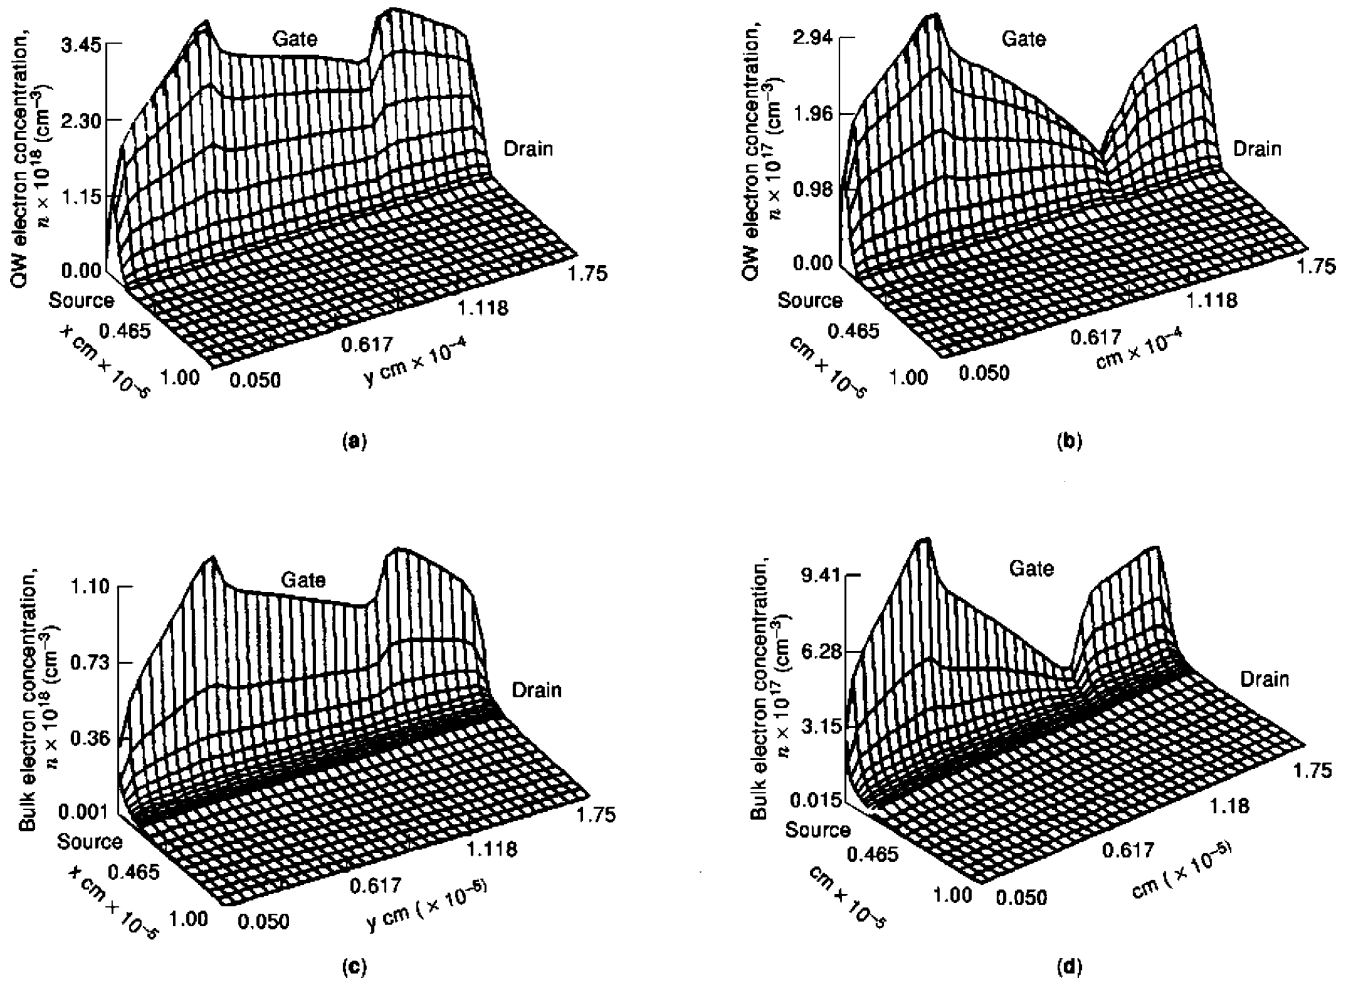 QW electron concentration,
n × 10^18 (cm^−3)
3.45
2.30
1.15
0.00
Gate
Drain
Source
0.465
1.00
x cm × 10^−5
0.050
0.617
1.118
1.75
y cm × 10^−4
(a)
QW electron concentration,
n × 10^17 (cm^−3)
2.94
1.96
0.98
0.00
Gate
Drain
Source
0.465
1.00
cm × 10^−5
0.050
0.617
1.118
1.75
cm × 10^−4
(b)
Bulk electron concentration,
n × 10^18 (cm^−3)
1.10
0.73
0.36
0.001
Gate
Drain
Source
0.465
1.00
x cm × 10^−5
0.050
0.617
1.118
1.75
y cm ( × 10^−5)
(c)
Bulk electron concentration,
n × 10^17 (cm^−3)
9.41
6.28
3.15
0.015
Gate
Drain
Source
0.465
1.00
cm × 10^−5
0.050
0.617
1.18
1.75
cm ( × 10^−5)
(d)